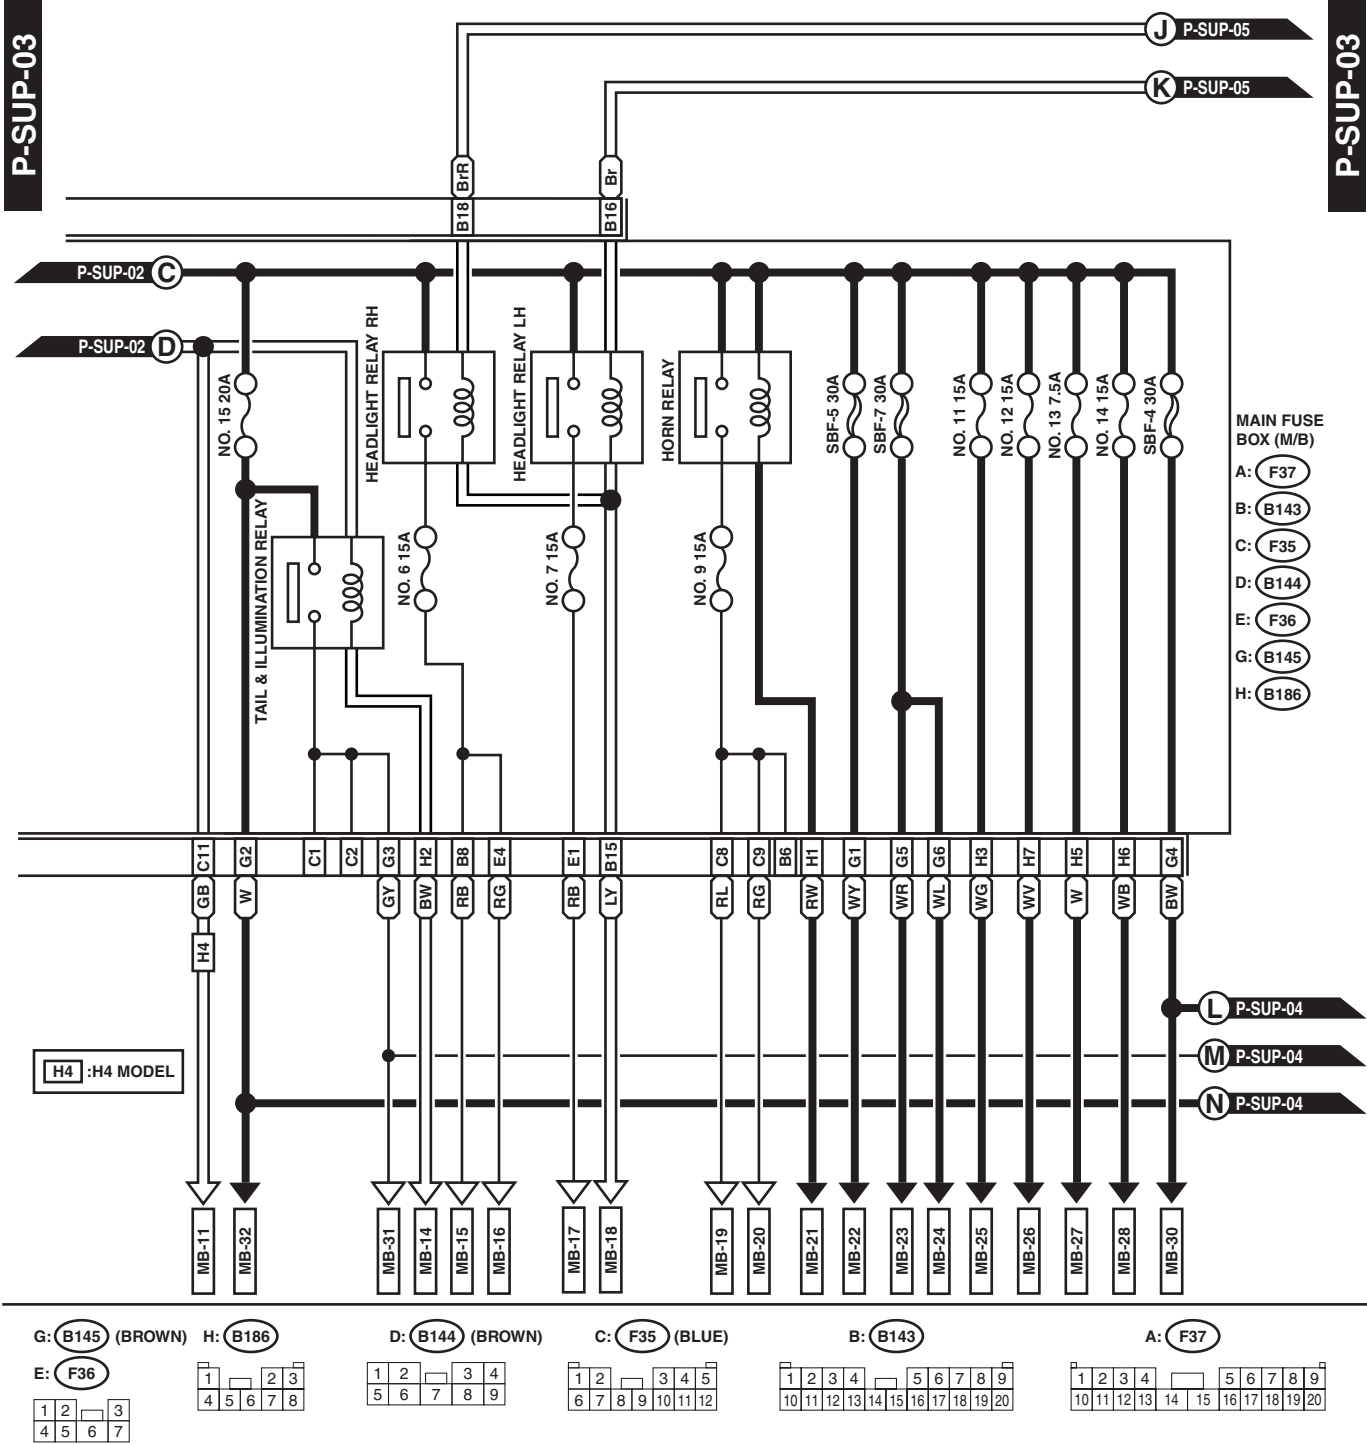 P-SUP-03
P-SUP-03
J P-SUP-05
K P-SUP-05
BrR
Br
B18
B16
P-SUP-02 C
P-SUP-02 D
NO. 15 20A
HEADLIGHT RELAY RH
HEADLIGHT RELAY LH
HORN RELAY
SBF-5 30A
SBF-7 30A
NO. 11 15A
NO. 12 15A
NO. 13 7.5A
NO. 14 15A
SBF-4 30A
MAIN FUSE
BOX (M/B)
A: F37
B: B143
C: F35
D: B144
E: F36
G: B145
H: B186
TAIL & ILLUMINATION RELAY
NO. 6 15A
NO. 7 15A
NO. 9 15A
C11 G2 C1 C2 G3 H2 B8 E4 E1 B15 C8 C9 B6 H1 G1 G5 G6 H3 H7 H5 H6 G4
GB W GY BW RB RG RB LY RL RG RW WY WR WL WG WV W WB BW
H4
L P-SUP-04
M P-SUP-04
N P-SUP-04
H4 :H4 MODEL
MB-11 MB-32 MB-31 MB-14 MB-15 MB-16 MB-17 MB-18 MB-19 MB-20 MB-21 MB-22 MB-23 MB-24 MB-25 MB-26 MB-27 MB-28 MB-30
G: B145 (BROWN) H: B186 D: B144 (BROWN) C: F35 (BLUE) B: B143 A: F37
E: F36
1 2 3
4 5 6 7
1 2 3
4 5 6 7 8
1 2 3 4
5 6 7 8 9
1 2 3 4 5
6 7 8 9 10 11 12
1 2 3 4 5 6 7 8 9
10 11 12 13 14 15 16 17 18 19 20
1 2 3 4 5 6 7 8 9
10 11 12 13 14 15 16 17 18 19 20